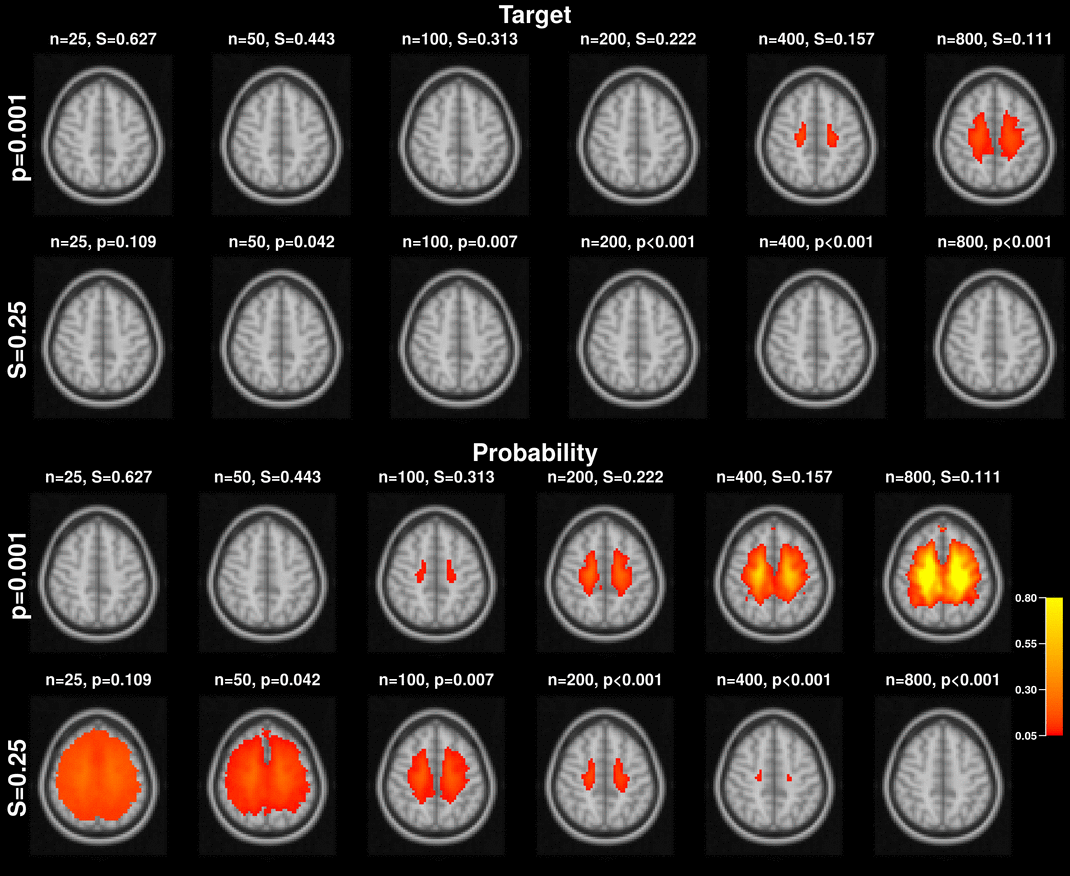 Target
n=25, S=0.627 n=50, S=0.443 n=100, S=0.313 n=200, S=0.222 n=400, S=0.157 n=800, S=0.111
p=0.001
n=25, p=0.109 n=50, p=0.042 n=100, p=0.007 n=200, p<0.001 n=400, p<0.001 n=800, p<0.001
S=0.25
Probability
n=25, S=0.627 n=50, S=0.443 n=100, S=0.313 n=200, S=0.222 n=400, S=0.157 n=800, S=0.111
p=0.001
0.80
0.55
0.30
0.05
n=25, p=0.109 n=50, p=0.042 n=100, p=0.007 n=200, p<0.001 n=400, p<0.001 n=800, p<0.001
S=0.25